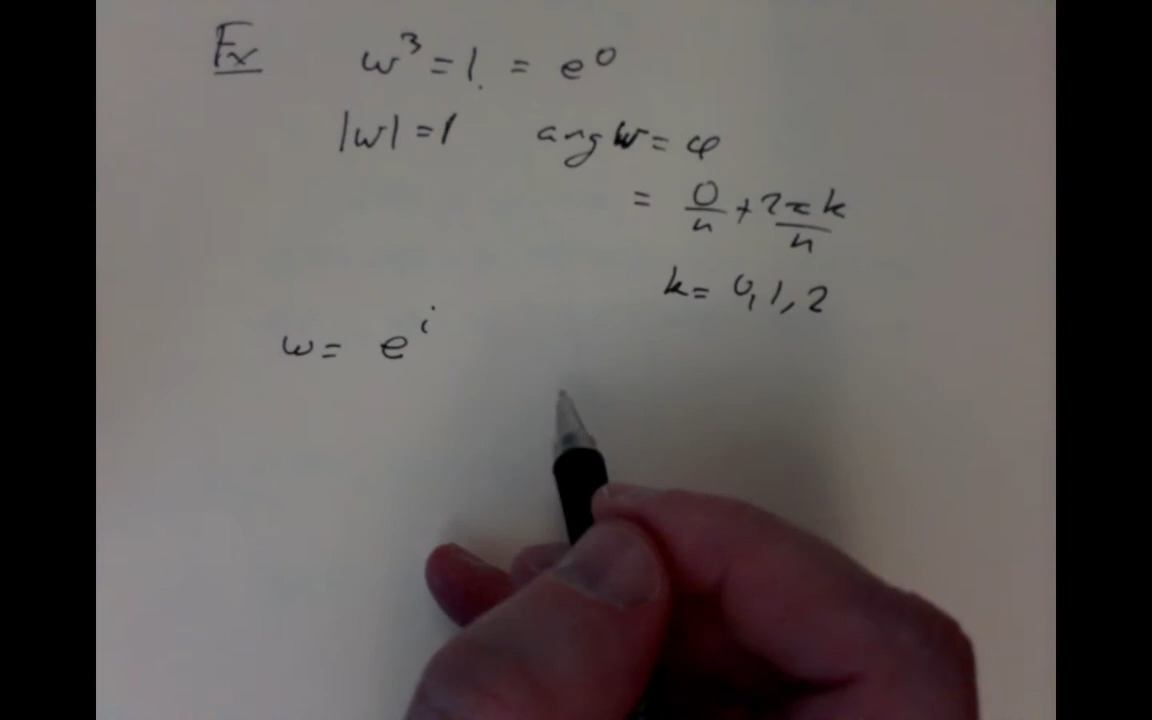 Ex w³ = 1. = e⁰
|w| = 1 arg w = φ
= 0/n + 2πk/n
k = 0, 1, 2
w = eⁱ